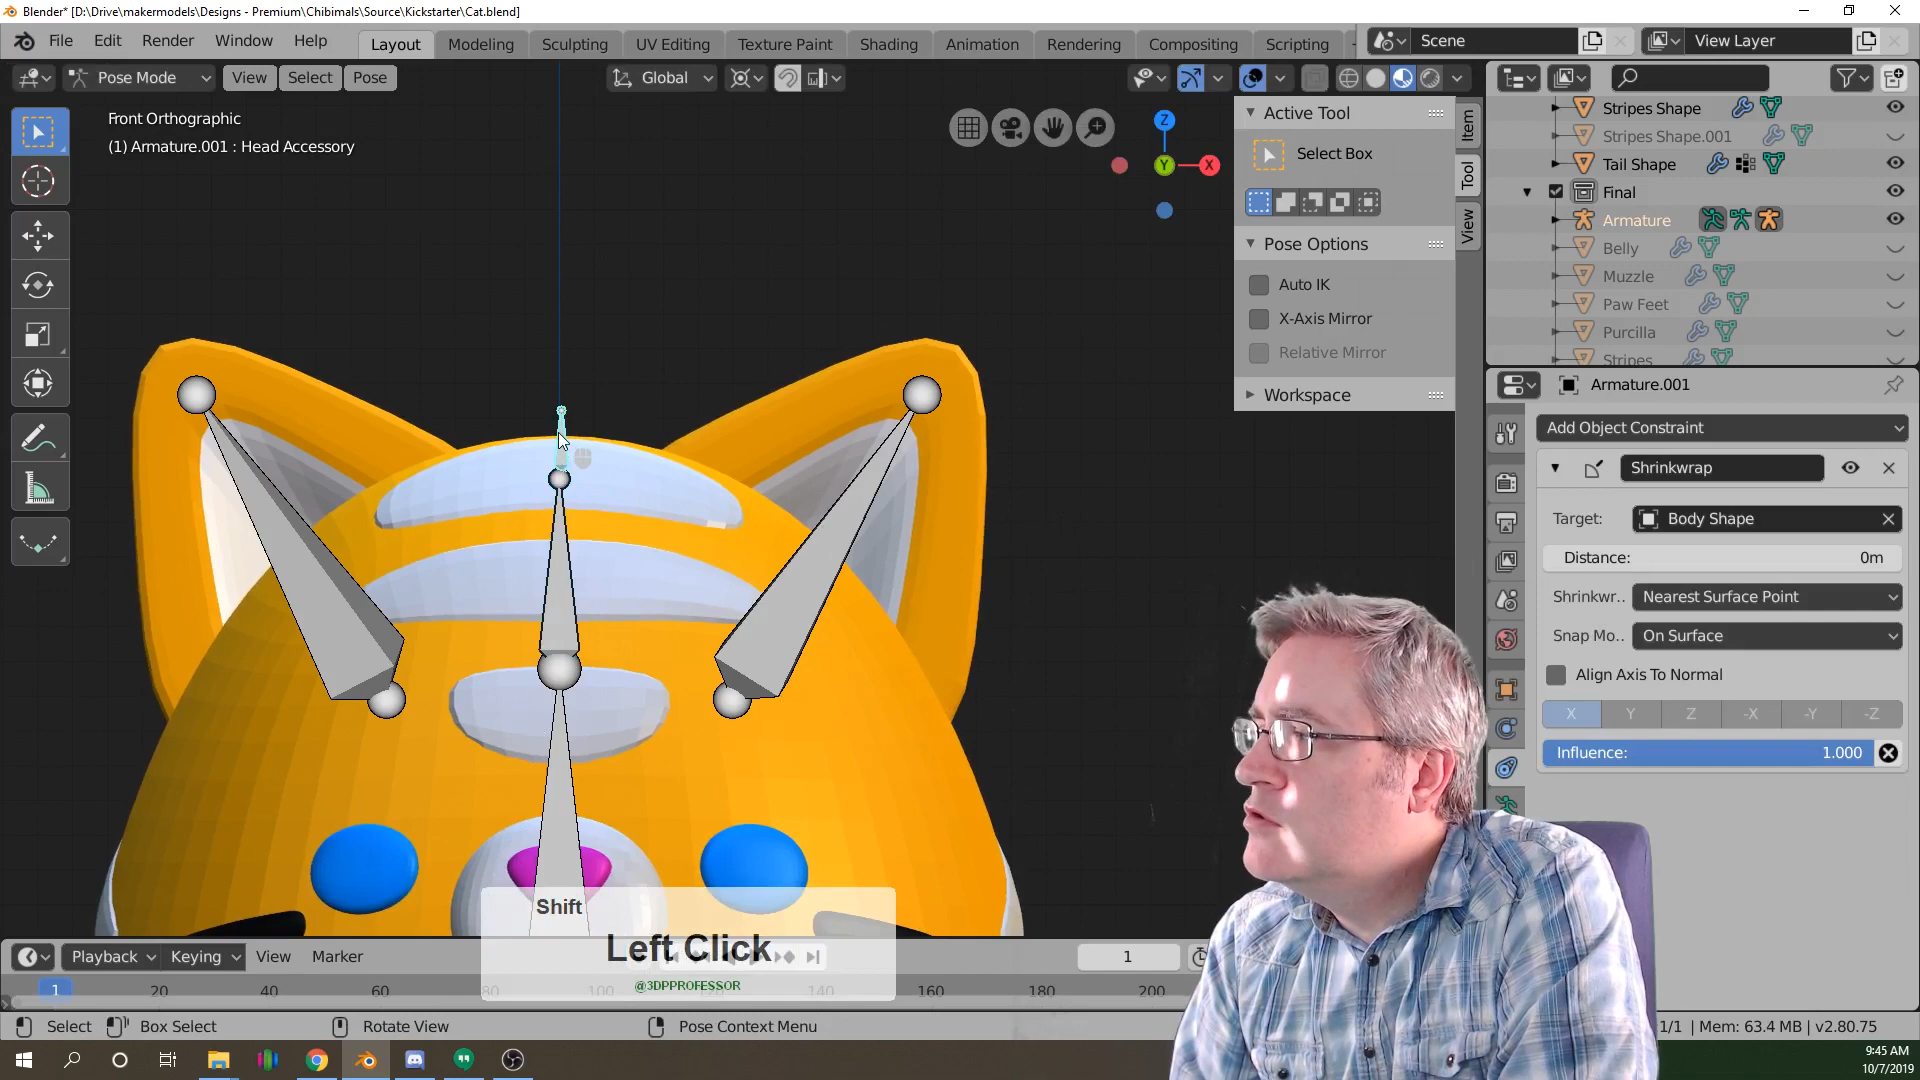 Blender* [D:\Drive\makermodels\Designs - Premium\Chibimals\Source\Kickstarter\Cat.blend]
File Edit Render Window Help Layout Modeling Sculpting UV Editing Texture Paint Shading Animation Rendering Compositing Scripting Scene View Layer
Pose Mode View Select Pose Global
Front Orthographic
(1) Armature.001 : Head Accessory
Z
Y
X
Active Tool
Select Box
Pose Options
Auto IK
X-Axis Mirror
Relative Mirror
Workspace
Item
Tool
View
Stripes Shape
Stripes Shape.001
Tail Shape
Final
Armature
Belly
Muzzle
Paw Feet
Purcilla
Stripes
Armature.001
Add Object Constraint
Shrinkwrap
Target: Body Shape
Distance: 0m
Shrinkwr.. Nearest Surface Point
Snap Mo.. On Surface
Align Axis To Normal
X Y Z -X -Y -Z
Influence: 1.000
Shift
Left Click
@3DPPROFESSOR
Playback Keying View Marker 1
1 20 40 60 80 100 120 140 160 180 200
Select Box Select Rotate View Pose Context Menu 1/1 | Mem: 63.4 MB | v2.80.75
9:45 AM
10/7/2019